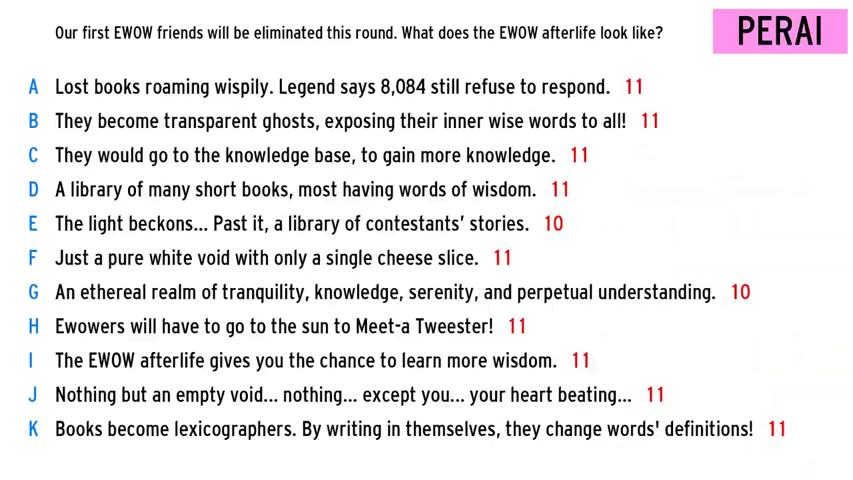 Our first EWOW friends will be eliminated this round. What does the EWOW afterlife look like?
PERAI
A Lost books roaming wispily. Legend says 8,084 still refuse to respond. 11
B They become transparent ghosts, exposing their inner wise words to all! 11
C They would go to the knowledge base, to gain more knowledge. 11
D A library of many short books, most having words of wisdom. 11
E The light beckons... Past it, a library of contestants' stories. 10
F Just a pure white void with only a single cheese slice. 11
G An ethereal realm of tranquility, knowledge, serenity, and perpetual understanding. 10
H Ewowers will have to go to the sun to Meet-a Tweester! 11
I The EWOW afterlife gives you the chance to learn more wisdom. 11
J Nothing but an empty void... nothing... except you... your heart beating... 11
K Books become lexicographers. By writing in themselves, they change words' definitions! 11